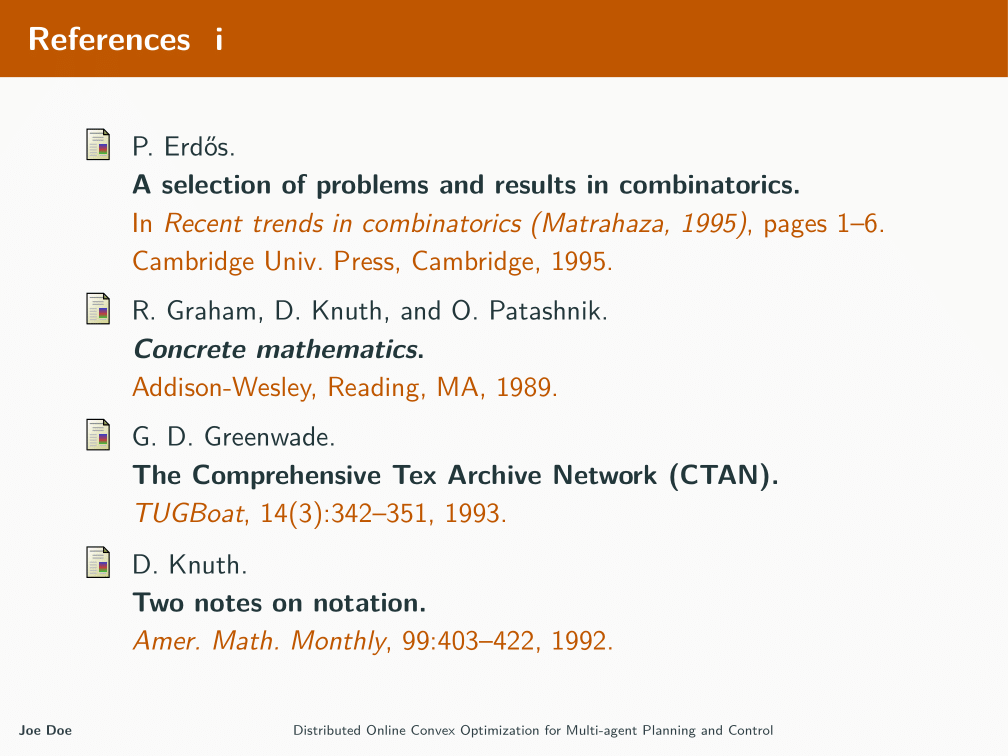 References i
P. Erdős.
A selection of problems and results in combinatorics.
In Recent trends in combinatorics (Matrahaza, 1995), pages 1–6.
Cambridge Univ. Press, Cambridge, 1995.
R. Graham, D. Knuth, and O. Patashnik.
Concrete mathematics.
Addison-Wesley, Reading, MA, 1989.
G. D. Greenwade.
The Comprehensive Tex Archive Network (CTAN).
TUGBoat, 14(3):342–351, 1993.
D. Knuth.
Two notes on notation.
Amer. Math. Monthly, 99:403–422, 1992.
Joe Doe
Distributed Online Convex Optimization for Multi-agent Planning and Control